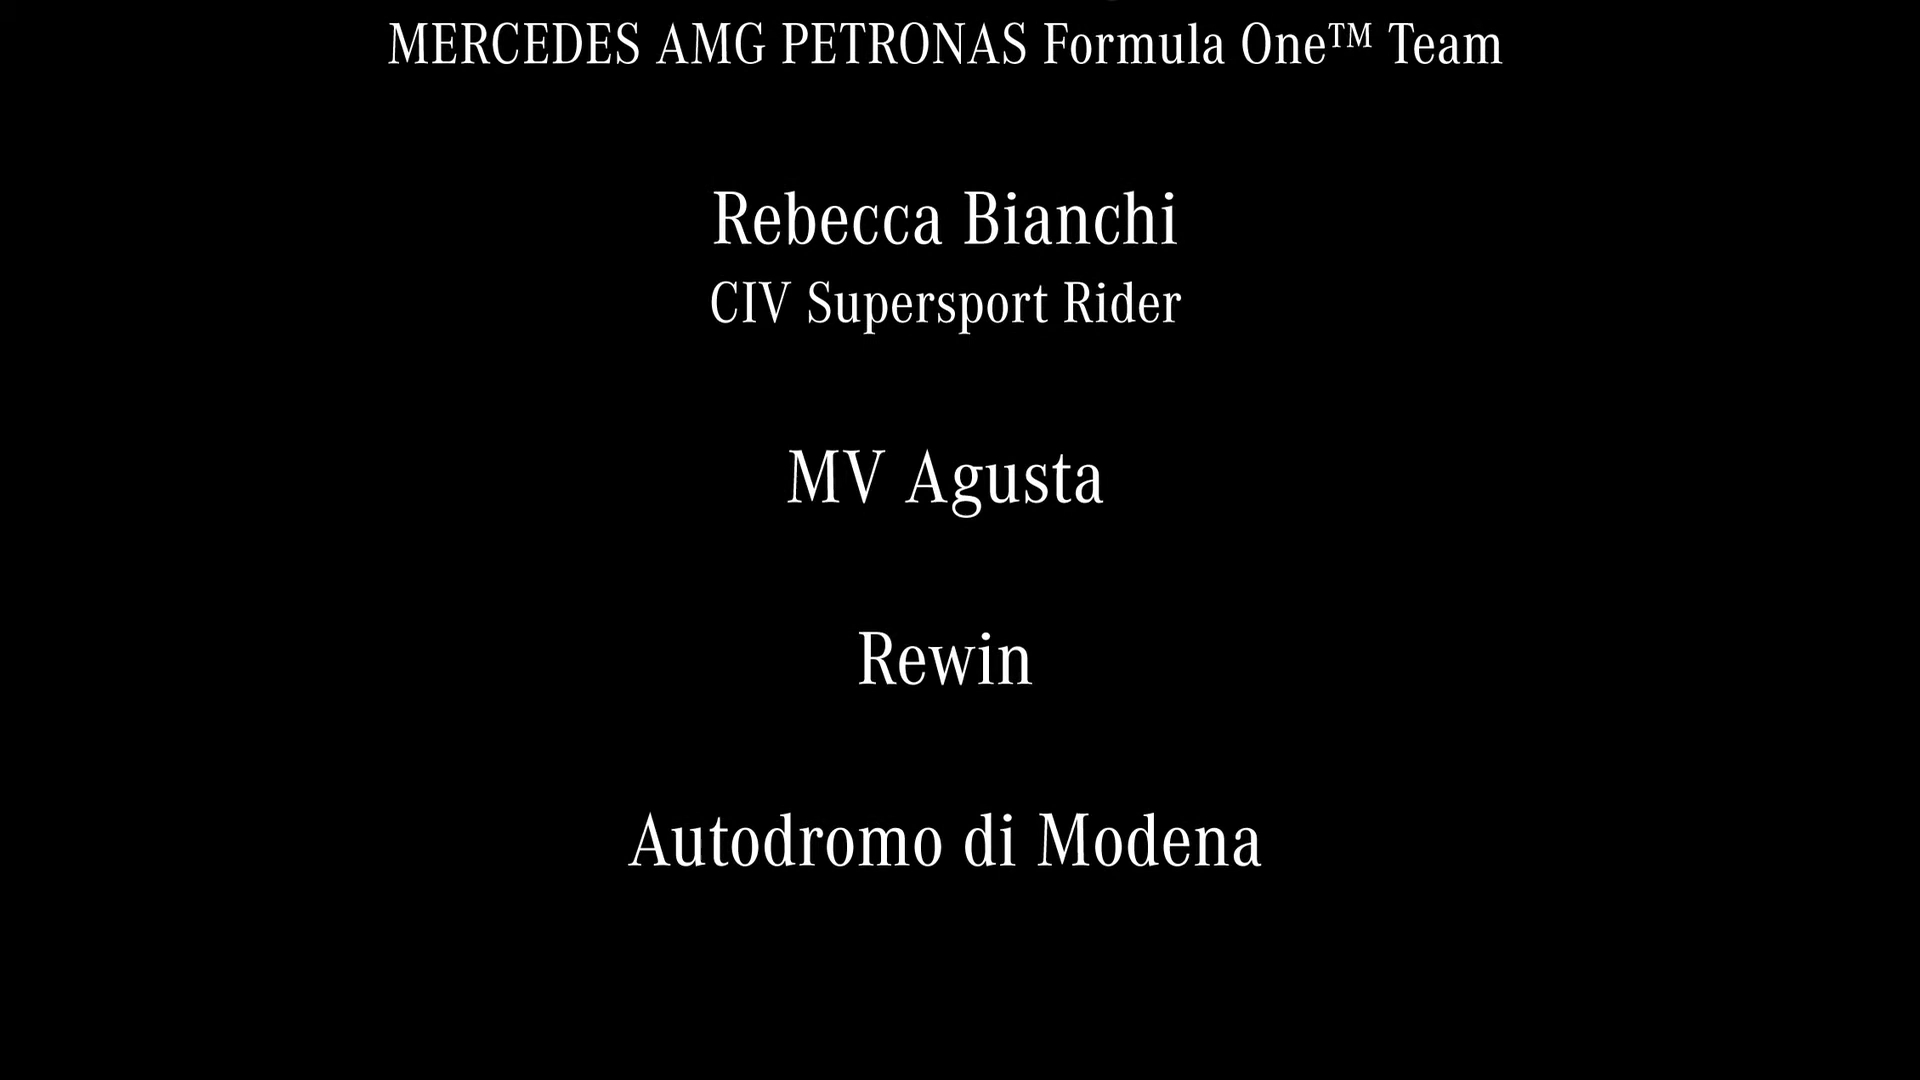 MERCEDES AMG PETRONAS Formula One™ Team
Rebecca Bianchi
CIV Supersport Rider
MV Agusta
Rewin
Autodromo di Modena